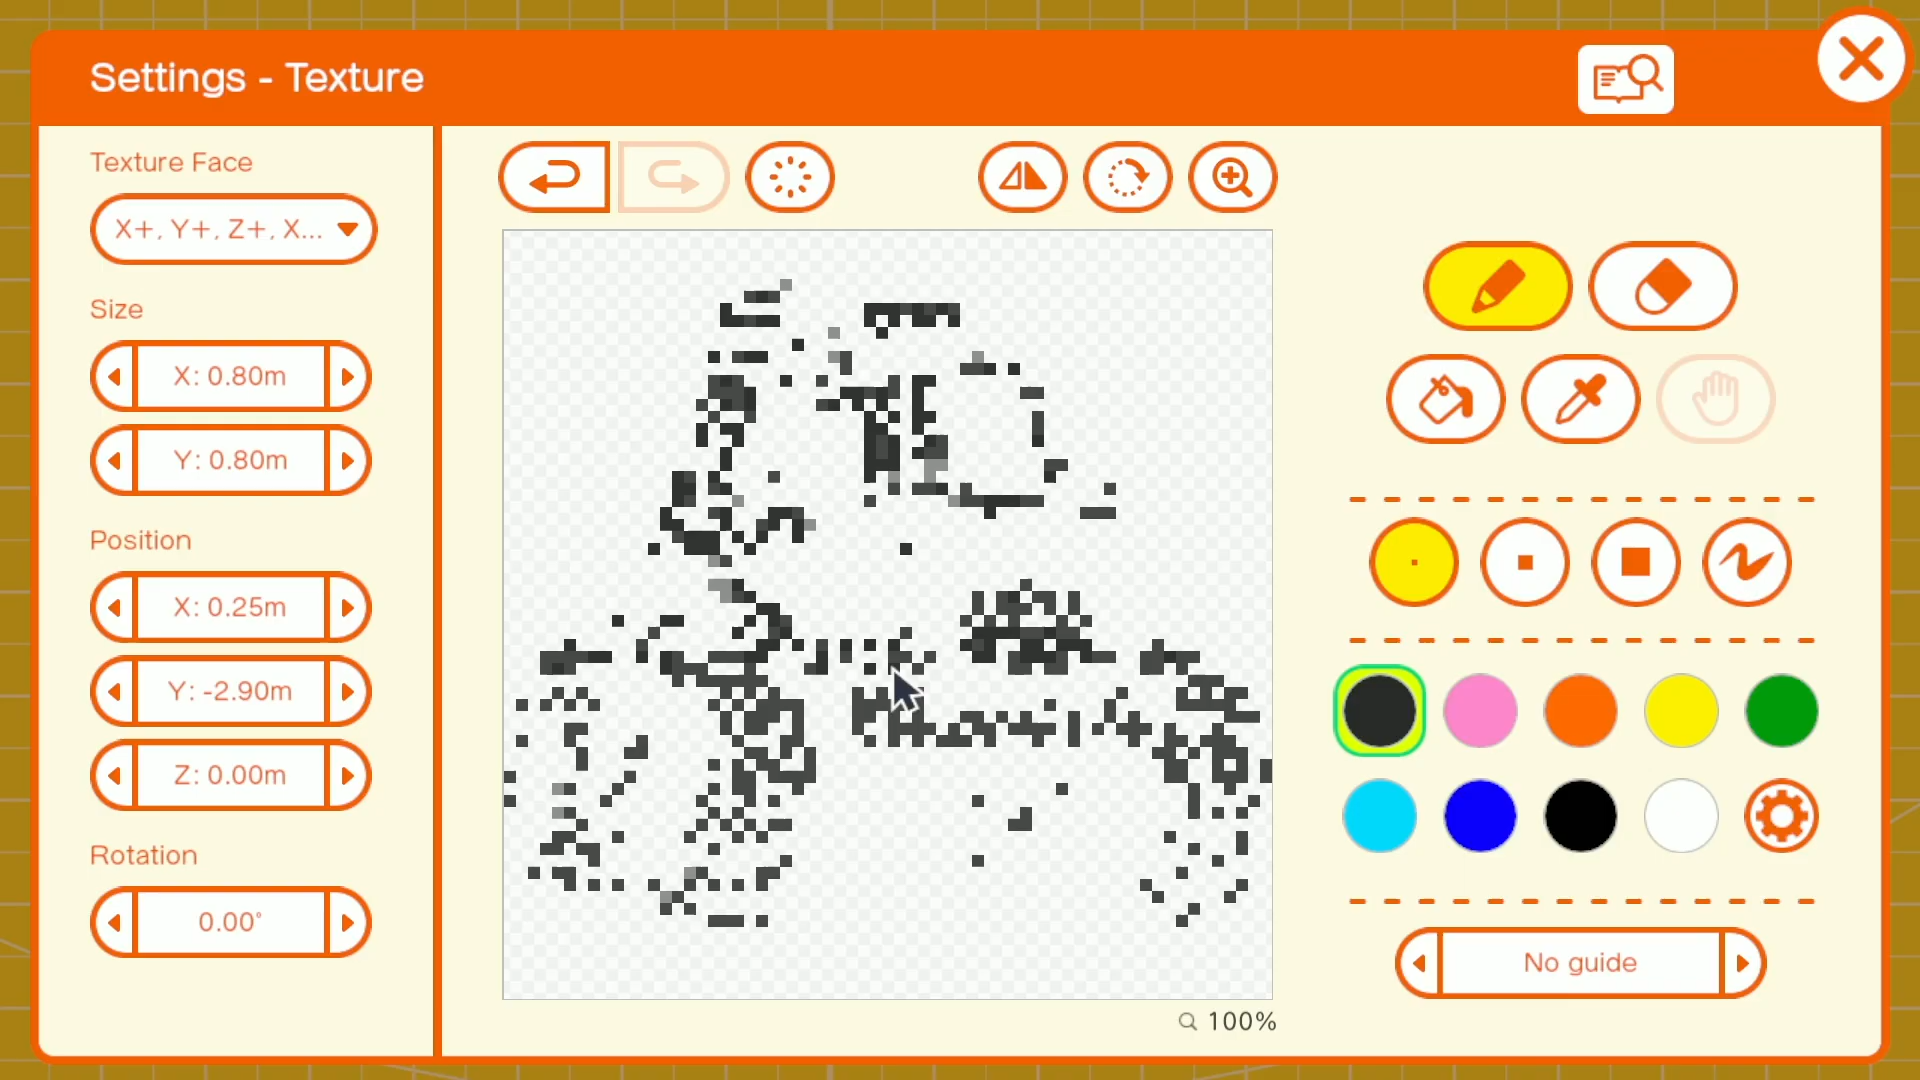 Settings - Texture
Texture Face
X+, Y+, Z+, X...
Size
X: 0.80m
Y: 0.80m
Position
X: 0.25m
Y: -2.90m
Z: 0.00m
Rotation
0.00°
No guide
100%